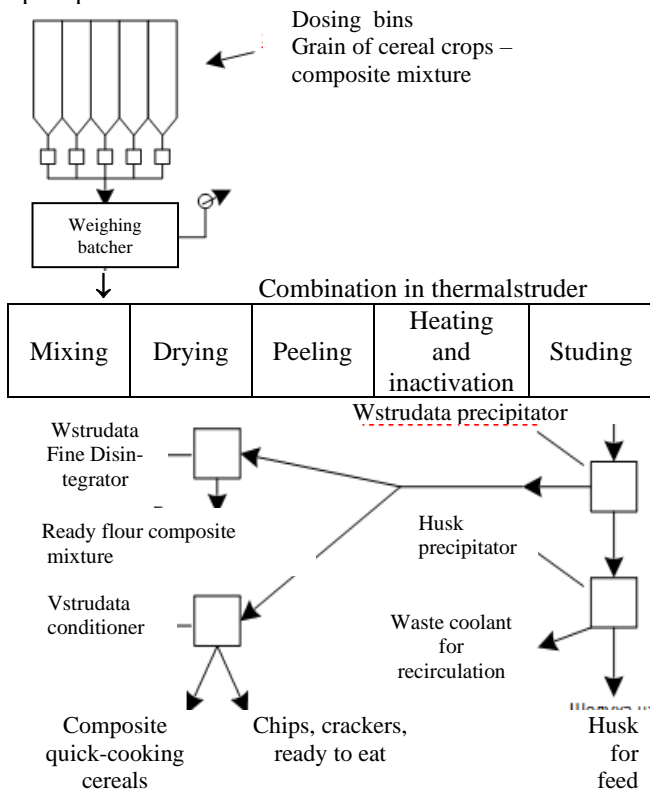 Dosing bins
Grain of cereal crops –
composite mixture
Weighing
batcher
Combination in thermalstruder
Mixing
Drying
Peeling
Heating
and
inactivation
Studing
Wstrudata precipitator
Wstrudata
Fine Disin-
tegrator
Ready flour composite
mixture
Husk
precipitator
Vstrudata
conditioner
Waste coolant
for
recirculation
Composite
quick-cooking
cereals
Chips, crackers,
ready to eat
Husk
for
feed